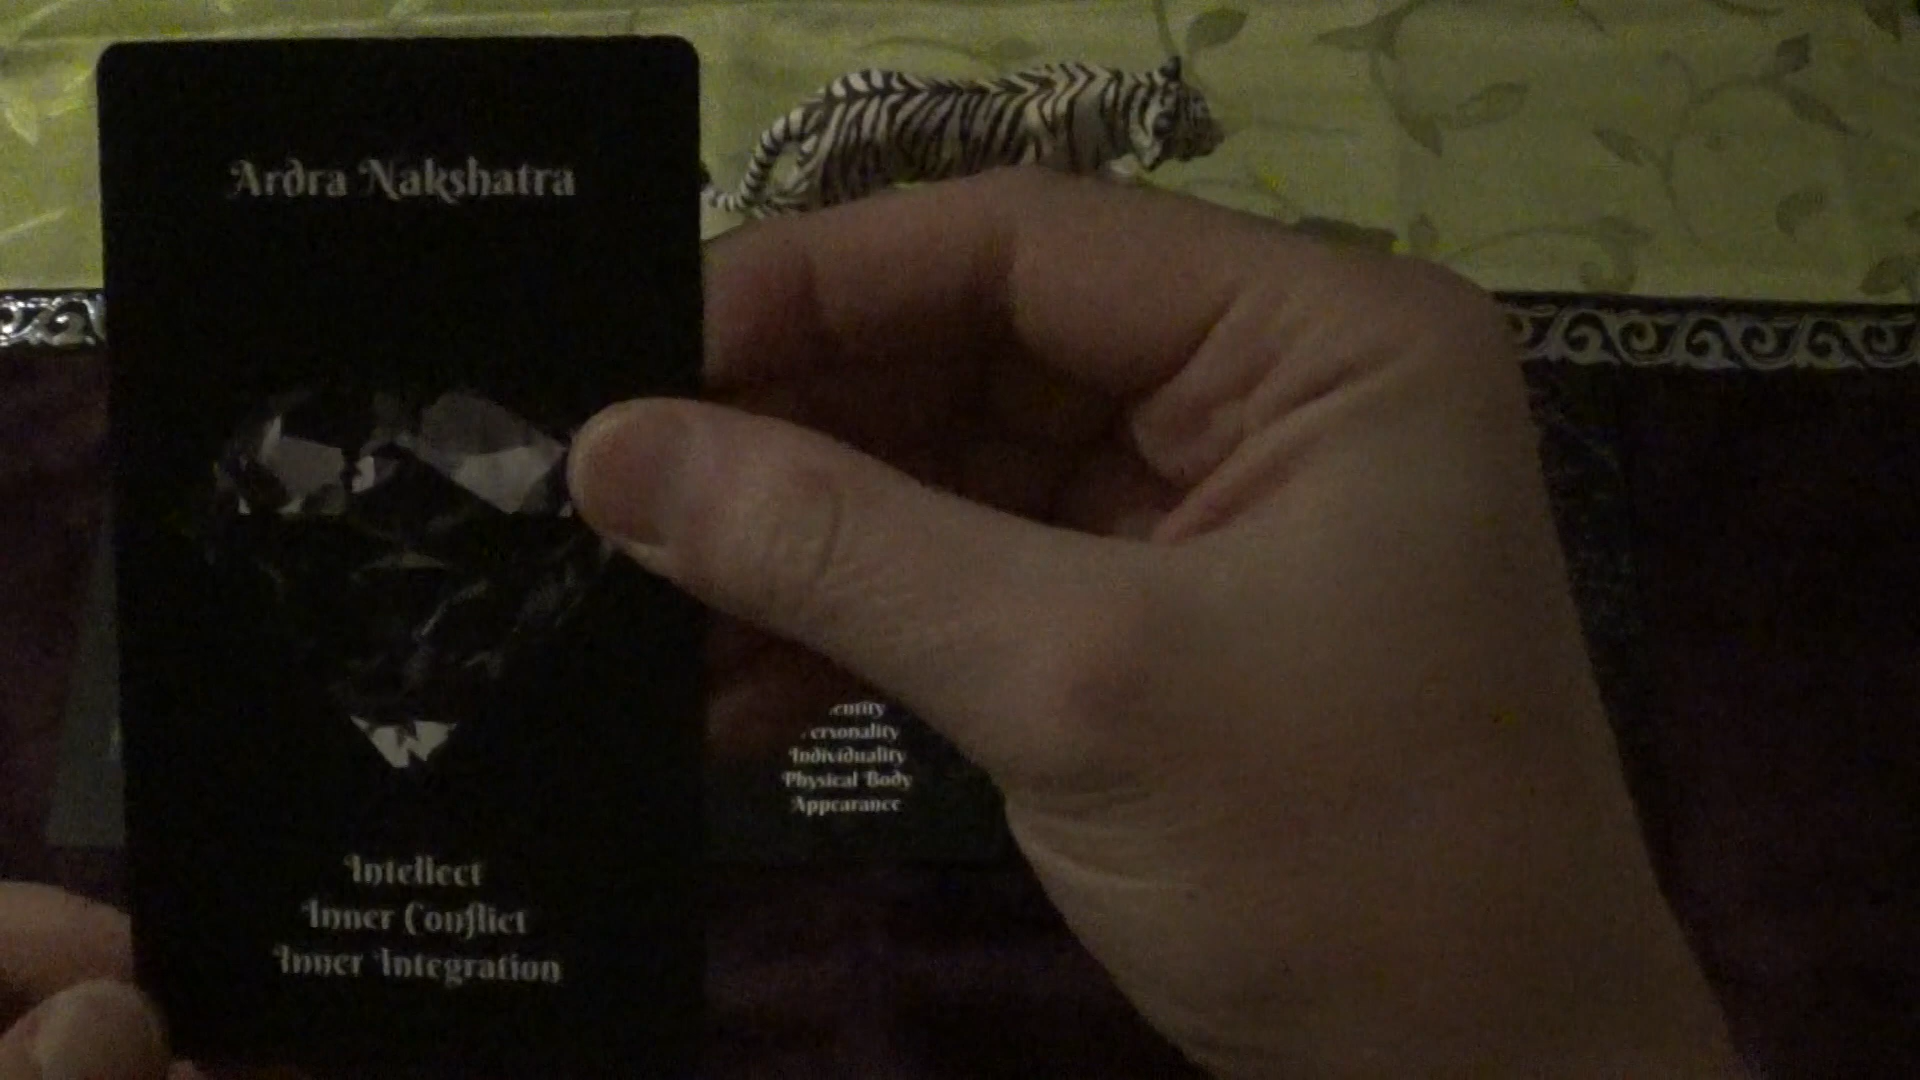 Ardra Nakshatra
Intellect
Inner Conflict
Inner Integration
Individuality
Physical Body
Appearance